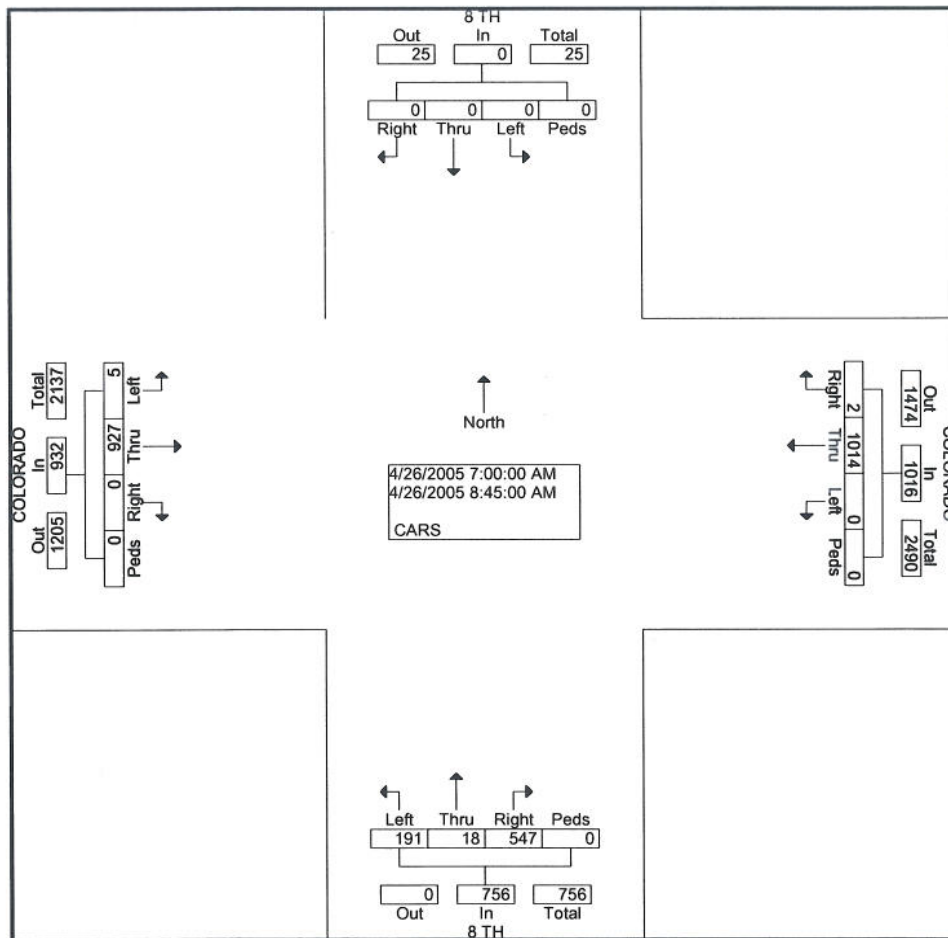 8 TH
Out In Total
25 0 25
0 0 0 0
Right Thru Left Peds
Total In Out
2137 932 1205
COLORADO
5 927 0 0
Left Thru Right Peds
North
4/26/2005 7:00:00 AM
4/26/2005 8:45:00 AM
CARS
Right Thru Left Peds
2 1014 0 0
Out In Total
1474 1016 2490
COLORADO
Left Thru Right Peds
191 18 547 0
0 756 756
Out In Total
8 TH